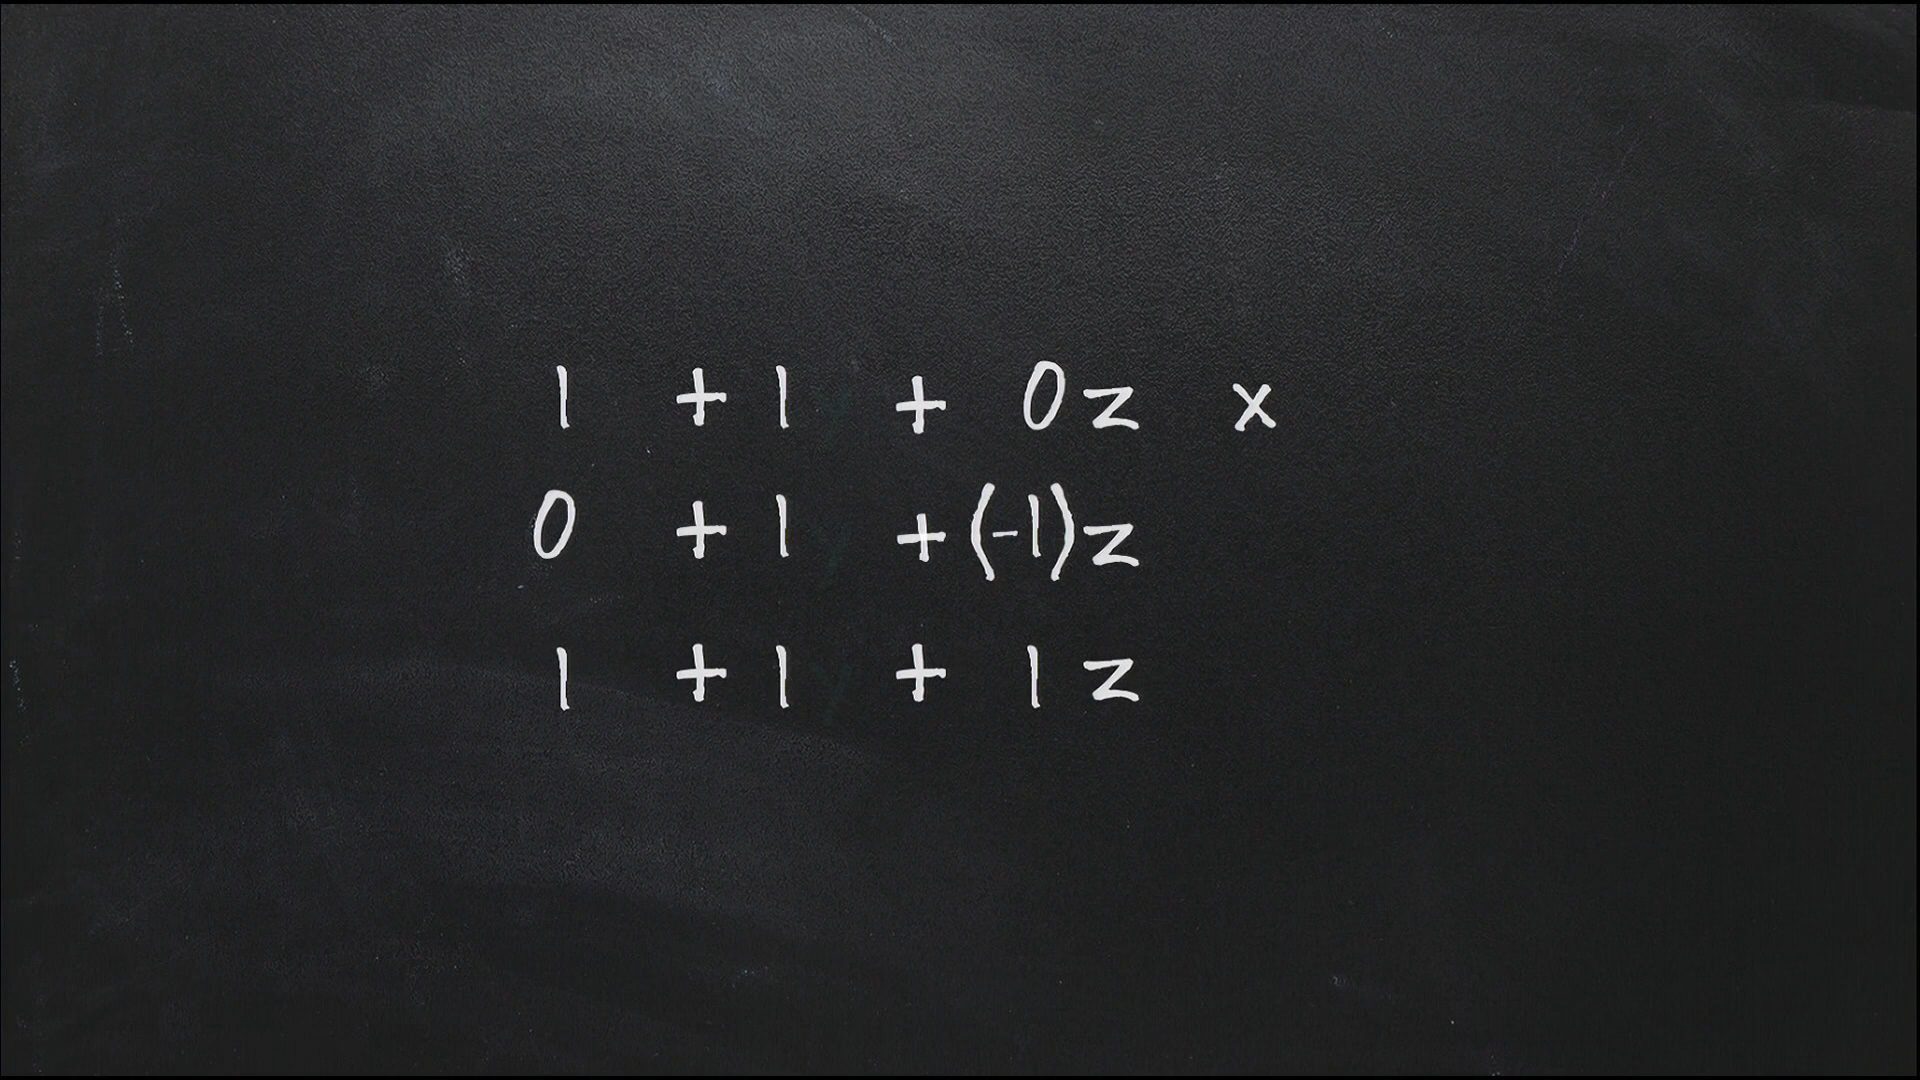 1 + 1 + 0z x
0 + 1 + (-1)z
1 + 1 + 1z